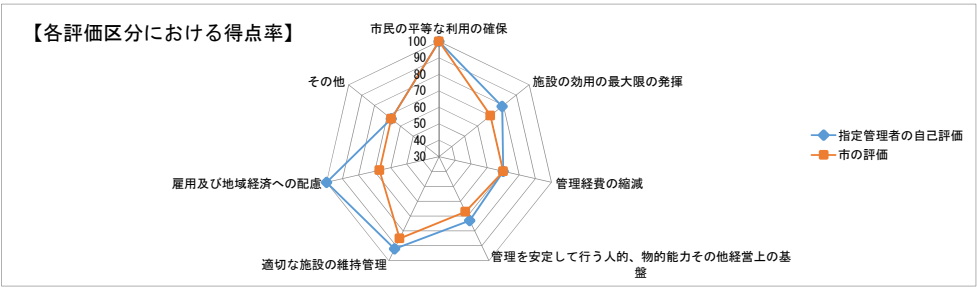 【各評価区分における得点率】
市民の平等な利用の確保
100
90
80
70
60
50
40
30
施設の効用の最大限の発揮
管理経費の縮減
管理を安定して行う人的、物的能力その他経営上の基
盤
適切な施設の維持管理
雇用及び地域経済への配慮
その他
指定管理者の自己評価
市の評価